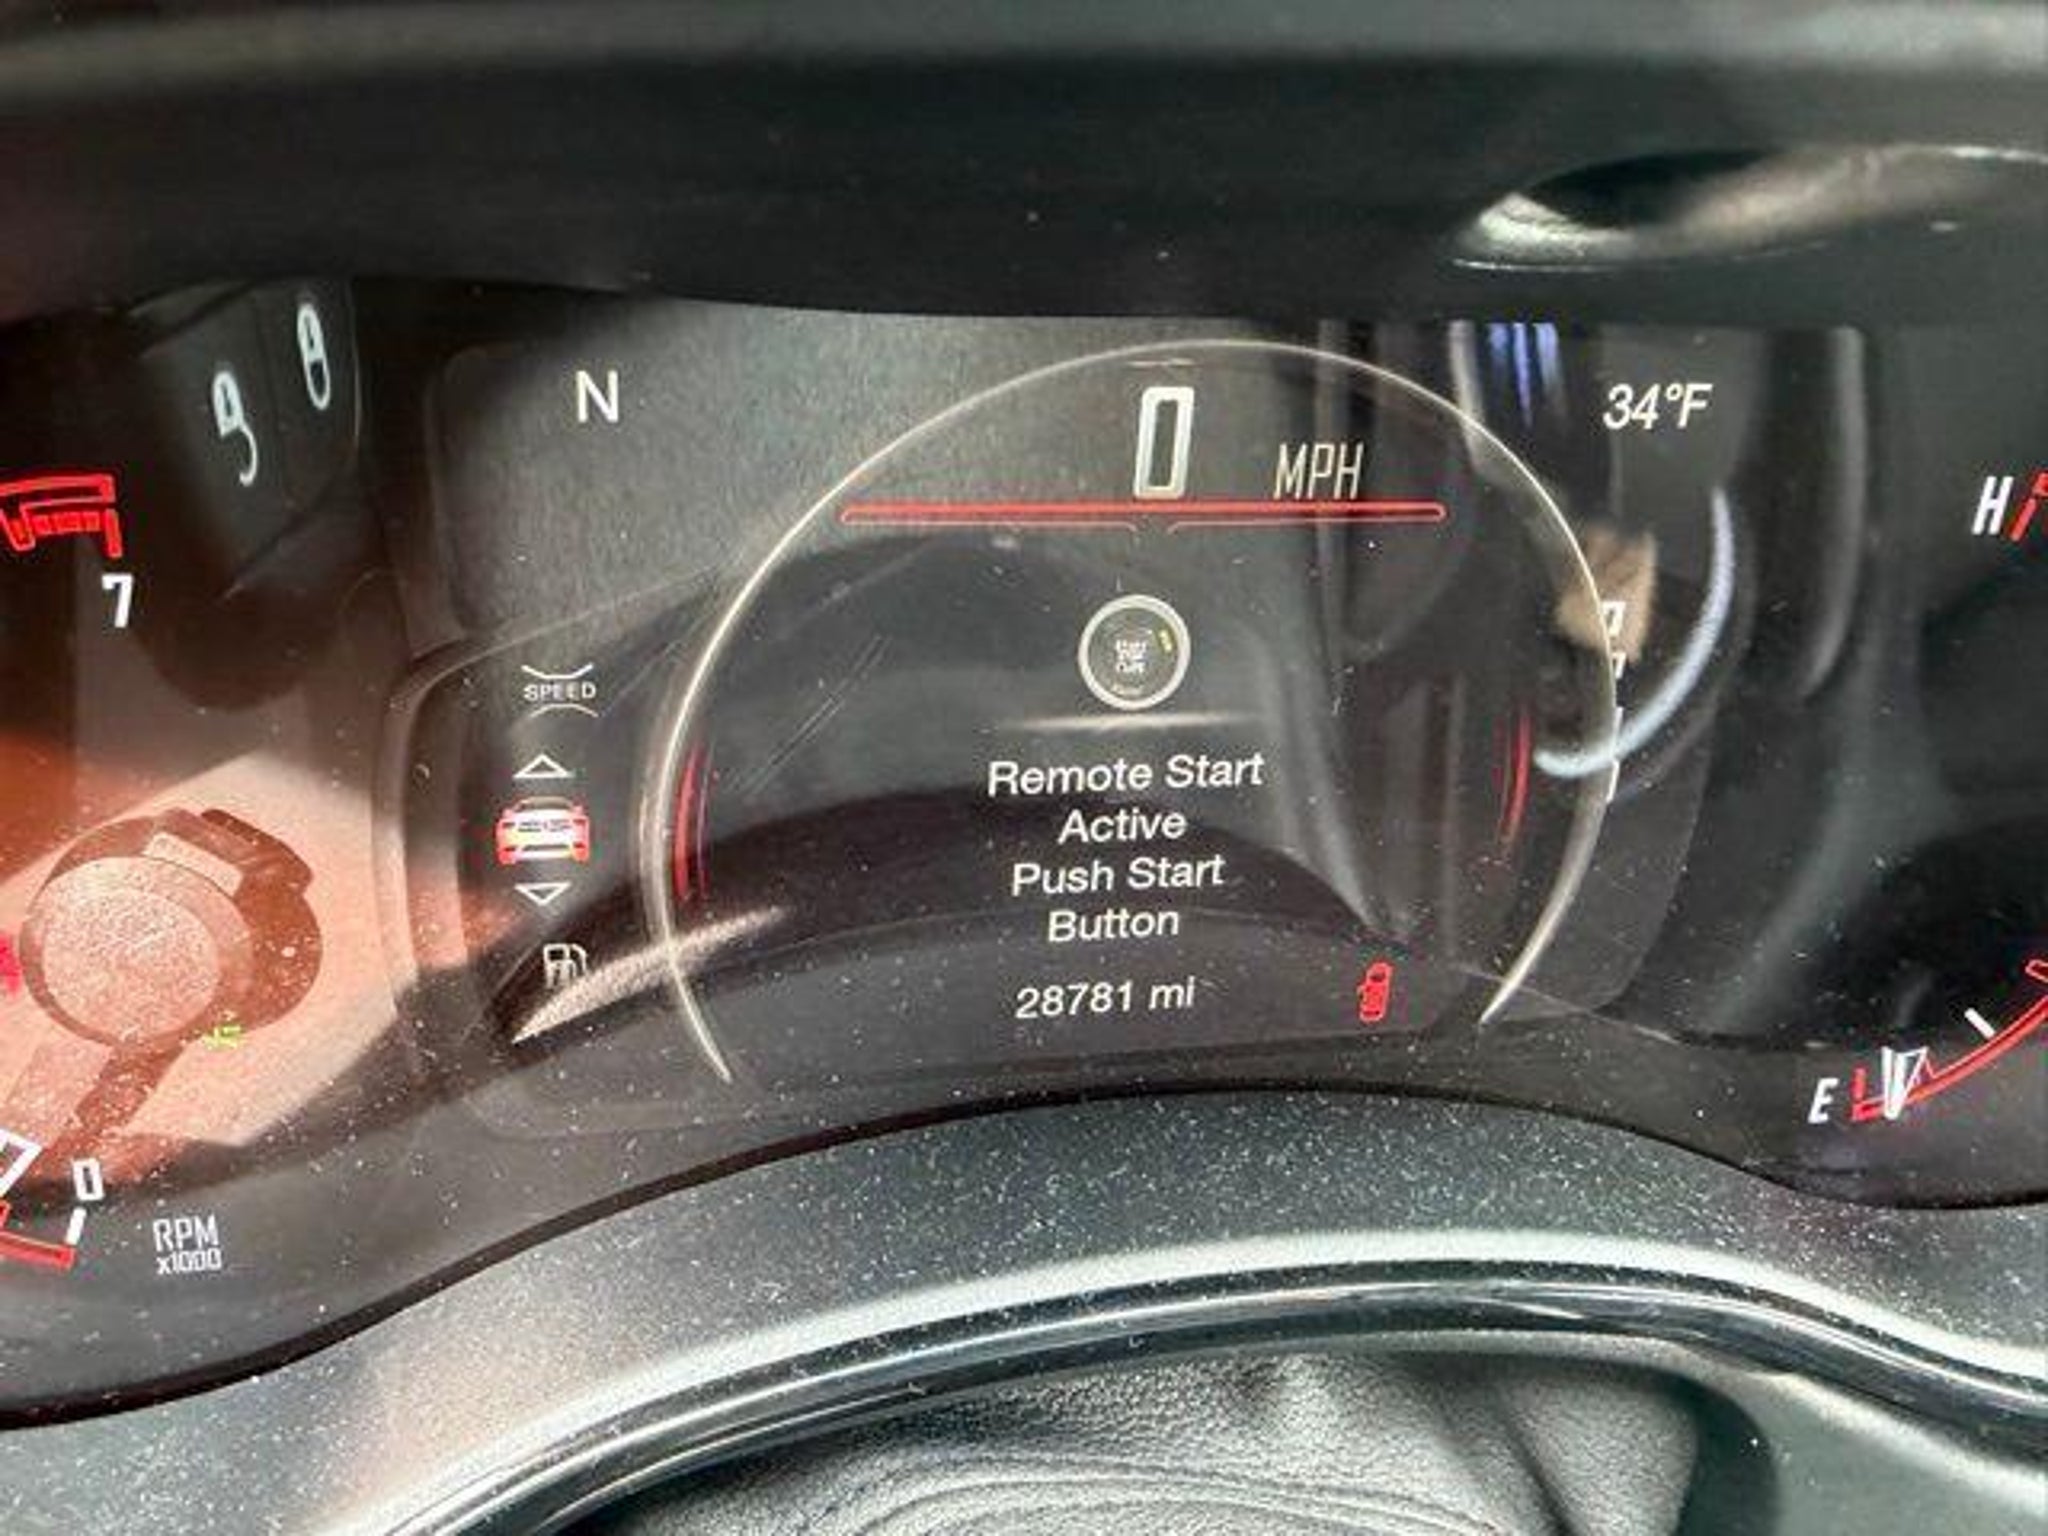 N
0 MPH
34°F
H
7
SPEED
Remote Start
Active
Push Start
Button
28781 mi
E
0
RPM
x1000